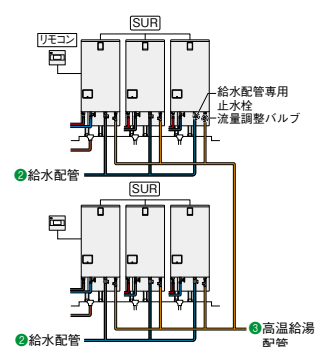 SUR
リモコン
給水配管専用
止水栓
流量調整バルブ
❷給水配管
SUR
❸高温給湯
配管
❷給水配管